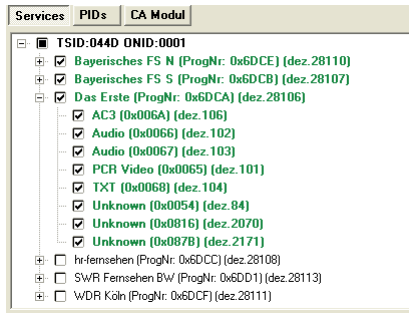 Services PIDs CA Modul
TSID:044D ONID:0001
Bayerisches FS N (ProgNr: 0x6DCE) (dez.28110)
Bayerisches FS S (ProgNr: 0x6DCB) (dez.28107)
Das Erste (ProgNr: 0x6DCA) (dez.28106)
AC3 (0x006A) (dez.106)
Audio (0x0066) (dez.102)
Audio (0x0067) (dez.103)
PCR Video (0x0065) (dez.101)
TXT (0x0068) (dez.104)
Unknown (0x0054) (dez.84)
Unknown (0x0816) (dez.2070)
Unknown (0x087B) (dez.2171)
hr-fernsehen (ProgNr: 0x6DCC) (dez.28108)
SWR Fernsehen BW (ProgNr: 0x6DD1) (dez.28113)
WDR Köln (ProgNr: 0x6DCF) (dez.28111)